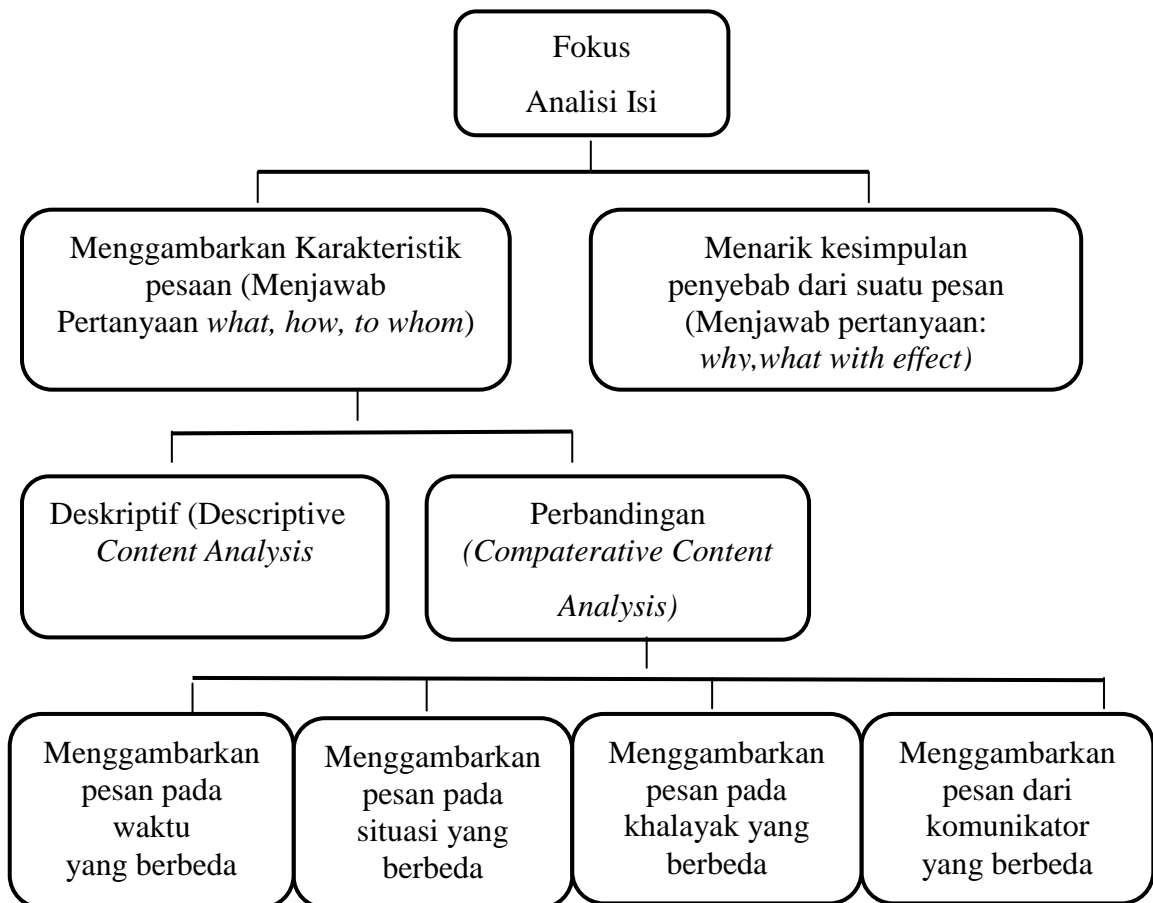 Fokus
Analisi Isi
Menggambarkan Karakteristik
pesaan (Menjawab
Pertanyaan what, how, to whom)
Menarik kesimpulan
penyebab dari suatu pesan
(Menjawab pertanyaan:
why,what with effect)
Deskriptif (Descriptive
Content Analysis
Perbandingan
(Compaterative Content
Analysis)
Menggambarkan
pesan pada
waktu
yang berbeda
Menggambarkan
pesan pada
situasi yang
berbeda
Menggambarkan
pesan pada
khalayak yang
berbeda
Menggambarkan
pesan dari
komunikator
yang berbeda